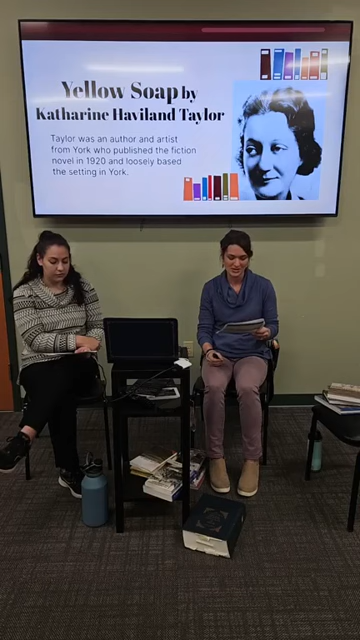 Yellow Soap by
Katharine Haviland Taylor
Taylor was an author and artist
from York who published the fiction
novel in 1920 and loosely based
the setting in York.